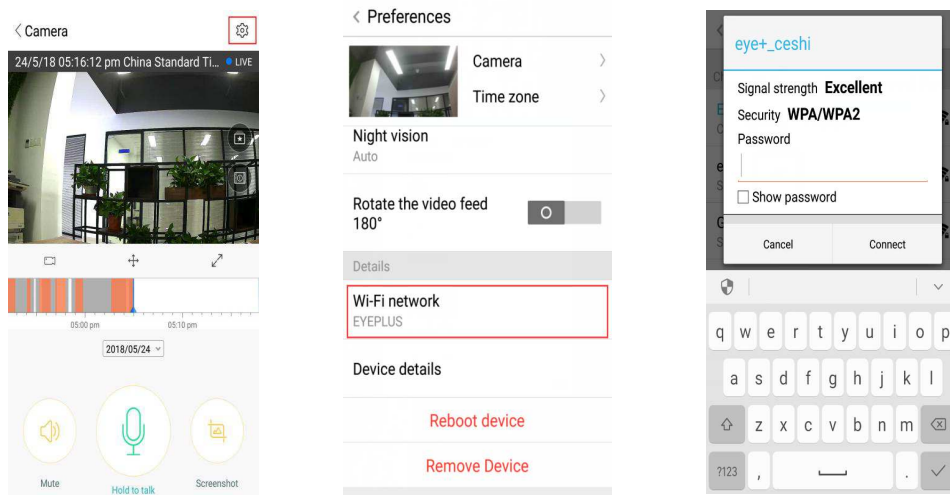 Camera
24/5/18 05:16:12 pm China Standard Ti... LIVE
05:00 pm 05:10 pm
2018/05/24
Mute
Hold to talk
Screenshot
Preferences
Camera
Time zone
Night vision
Auto
Rotate the video feed
180°
Details
Wi-Fi network
EYEPLUS
Device details
Reboot device
Remove Device
eye+_ceshi
Signal strength Excellent
Security WPA/WPA2
Password
Show password
Cancel Connect
q w e r t y u i o p
a s d f g h j k l
z x c v b n m
?123 , .